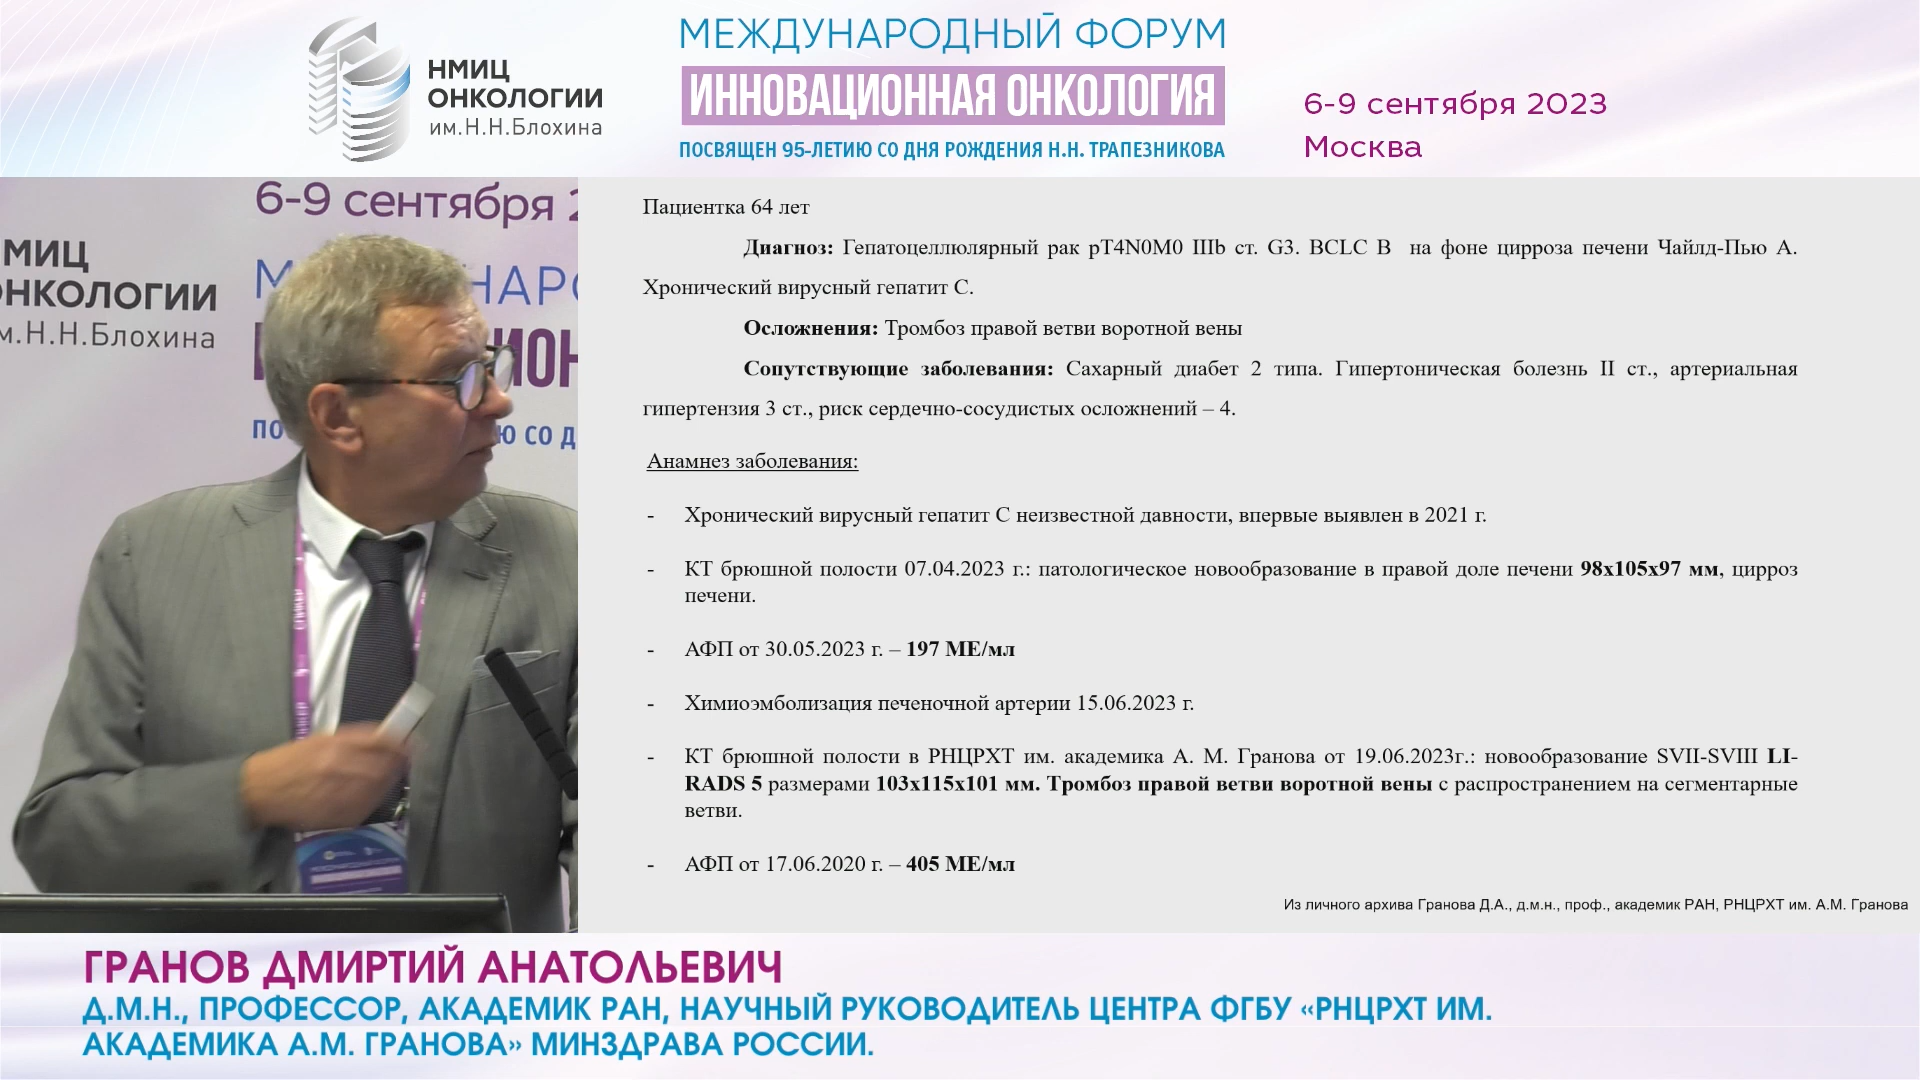 НМИЦ
ОНКОЛОГИИ
им.Н.Н.Блохина
МЕЖДУНАРОДНЫЙ ФОРУМ
ИННОВАЦИОННАЯ ОНКОЛОГИЯ
ПОСВЯЩЕН 95-ЛЕТИЮ СО ДНЯ РОЖДЕНИЯ Н.Н. ТРАПЕЗНИКОВА
6-9 сентября 2023
Москва
6-9 сентября 2
МИЦ
ОНКОЛОГИИ
м.Н.Н.Блохина
М НАРО
ИОН
ПО Ю СО Д
Пациентка 64 лет
Диагноз: Гепатоцеллюлярный рак pT4N0M0 IIIb ст. G3. BCLC B на фоне цирроза печени Чайлд-Пью А.
Хронический вирусный гепатит С.
Осложнения: Тромбоз правой ветви воротной вены
Сопутствующие заболевания: Сахарный диабет 2 типа. Гипертоническая болезнь II ст., артериальная
гипертензия 3 ст., риск сердечно-сосудистых осложнений – 4.
Анамнез заболевания:
- Хронический вирусный гепатит С неизвестной давности, впервые выявлен в 2021 г.
- КТ брюшной полости 07.04.2023 г.: патологическое новообразование в правой доле печени 98х105х97 мм, цирроз
печени.
- АФП от 30.05.2023 г. – 197 МЕ/мл
- Химиоэмболизация печеночной артерии 15.06.2023 г.
- КТ брюшной полости в РНЦРХТ им. академика А. М. Гранова от 19.06.2023г.: новообразование SVII-SVIII LI-
RADS 5 размерами 103х115х101 мм. Тромбоз правой ветви воротной вены с распространением на сегментарные
ветви.
- АФП от 17.06.2020 г. – 405 МЕ/мл
Из личного архива Гранова Д.А., д.м.н., проф., академик РАН, РНЦРХТ им. А.М. Гранова
ГРАНОВ ДМИРТИЙ АНАТОЛЬЕВИЧ
Д.М.Н., ПРОФЕССОР, АКАДЕМИК РАН, НАУЧНЫЙ РУКОВОДИТЕЛЬ ЦЕНТРА ФГБУ «РНЦРХТ ИМ.
АКАДЕМИКА А.М. ГРАНОВА» МИНЗДРАВА РОССИИ.